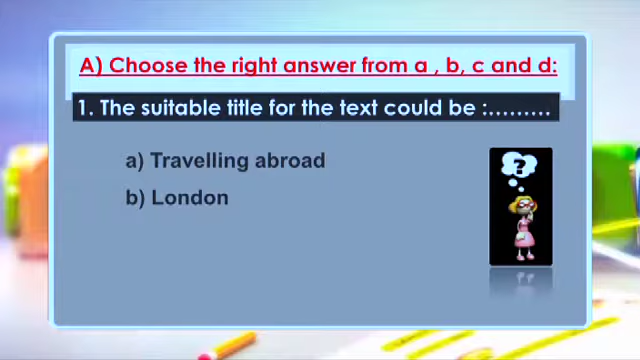 A) Choose the right answer from a , b, c and d:
1. The suitable title for the text could be :.........
a) Travelling abroad
b) London
?